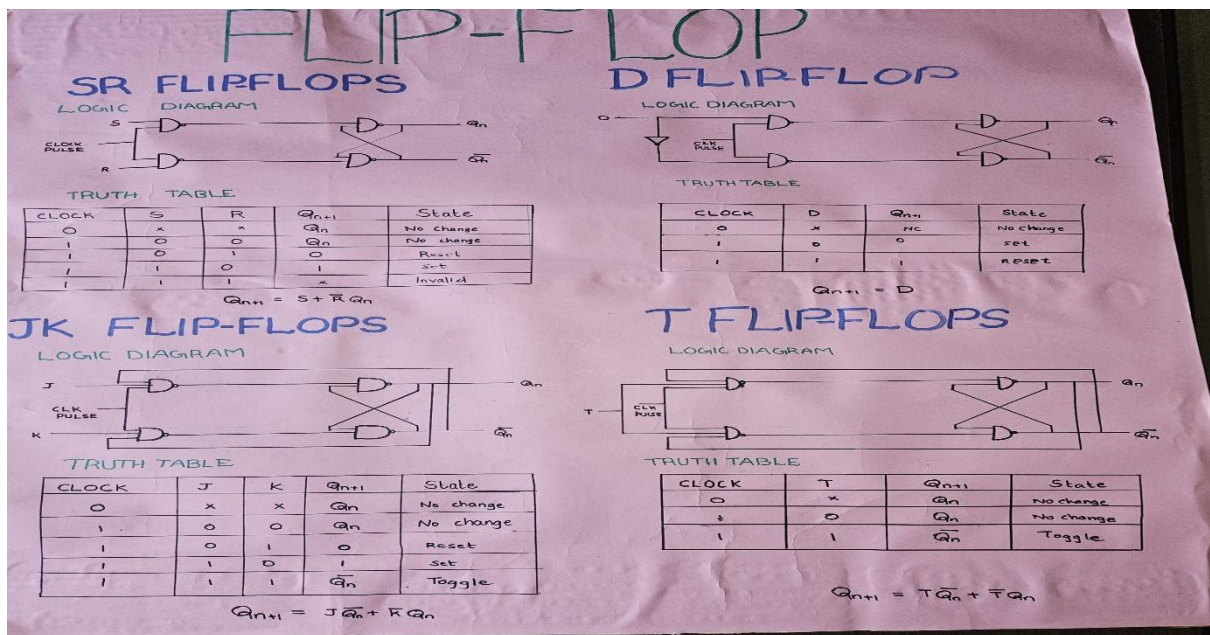 FLIP-FLOP
SR FLIPFLOPS
LOGIC DIAGRAM
S
CLOCK
PULSE
R
Qn
Q̅n
TRUTH TABLE
CLOCK S R Qn+1 State
0 x x Qn No change
1 0 0 Qn No change
1 0 1 0 Reset
1 1 0 1 Set
1 1 1 x Invalid
Qn+1 = S + R̅ Qn
D FLIP-FLOP
LOGIC DIAGRAM
D
CLK
PULSE
Qn
Q̅n
TRUTH TABLE
CLOCK D Qn+1 State
0 x NC No change
1 0 0 set
1 1 1 RESET
Qn+1 = D
JK FLIP-FLOPS
LOGIC DIAGRAM
J
CLK
PULSE
K
Qn
Q̅n
TRUTH TABLE
CLOCK J K Qn+1 State
0 x x Qn No change
1 0 0 Qn No change
1 0 1 0 Reset
1 1 0 1 Set
1 1 1 Q̅n Toggle
Qn+1 = JQ̅n + K̅ Qn
T FLIPFLOPS
LOGIC DIAGRAM
T
CLK
PULSE
Qn
Q̅n
TRUTH TABLE
CLOCK T Qn+1 State
0 x Qn No change
1 0 Qn No change
1 1 Q̅n Toggle
Qn+1 = TQ̅n + T̅Qn